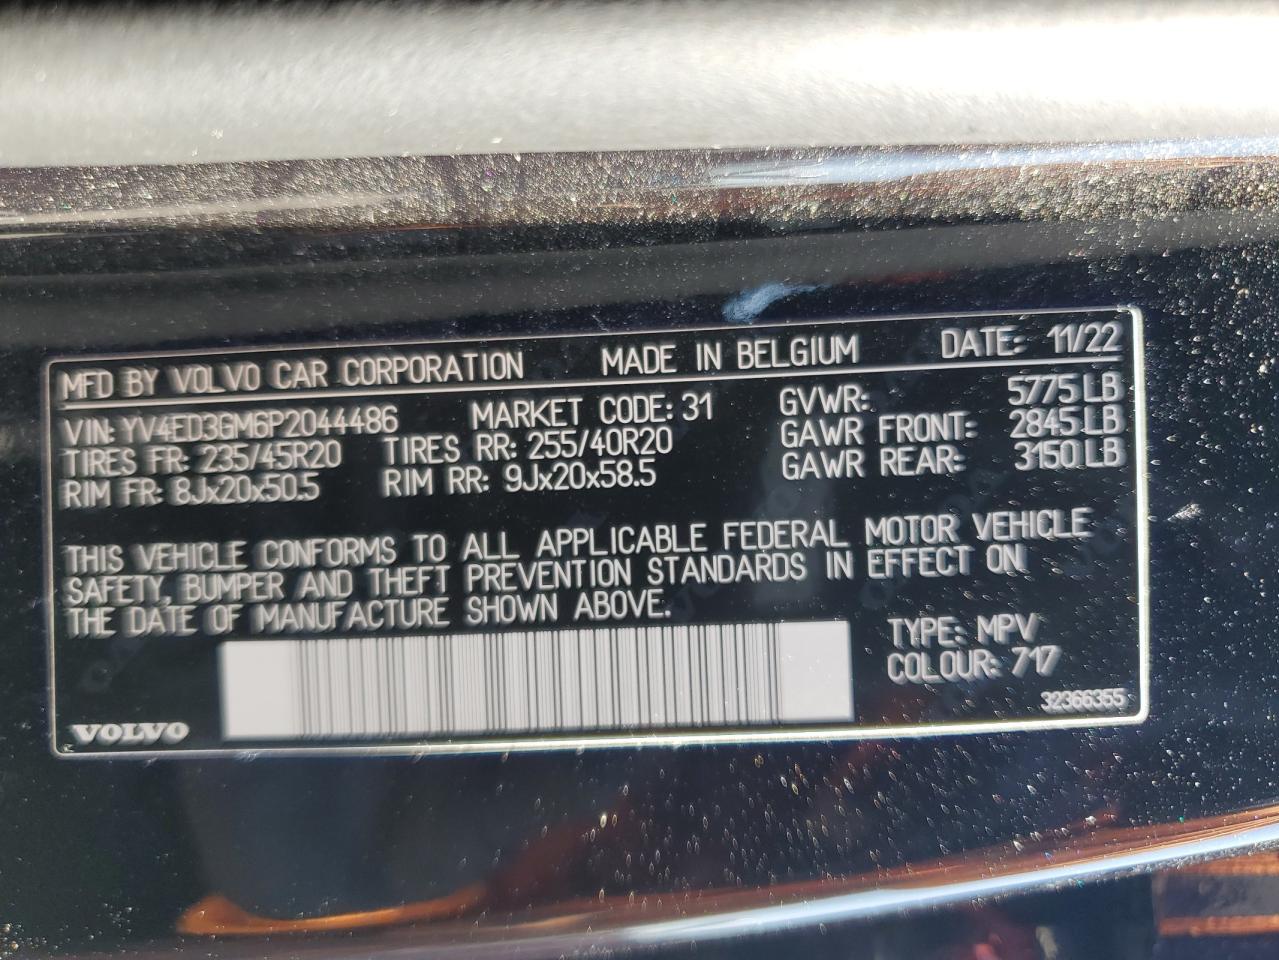 MFD BY VOLVO CAR CORPORATION MADE IN BELGIUM DATE: 11/22
VIN: YV4ED3GM6P2044486 MARKET CODE: 31 GVWR: 5775 LB
TIRES FR: 235/45R20 TIRES RR: 255/40R20 GAWR FRONT: 2845 LB
RIM FR: 8Jx20x50.5 RIM RR: 9Jx20x58.5 GAWR REAR: 3150 LB
THIS VEHICLE CONFORMS TO ALL APPLICABLE FEDERAL MOTOR VEHICLE
SAFETY, BUMPER AND THEFT PREVENTION STANDARDS IN EFFECT ON
THE DATE OF MANUFACTURE SHOWN ABOVE.
TYPE: MPV
COLOUR: 717
32366355
VOLVO